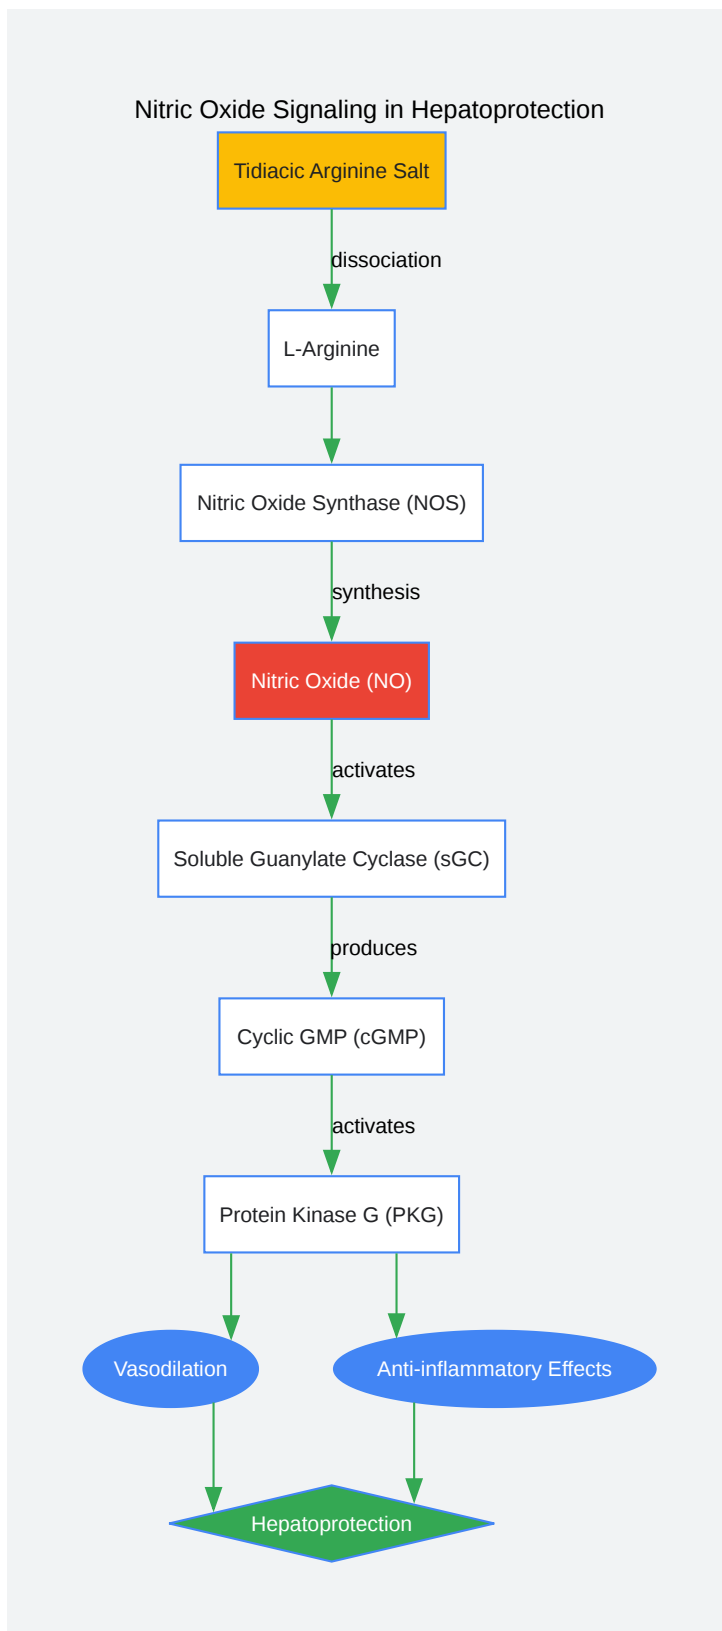 Nitric Oxide Signaling in Hepatoprotection
Tidiacic Arginine Salt
dissociation
L-Arginine
Nitric Oxide Synthase (NOS)
synthesis
Nitric Oxide (NO)
activates
Soluble Guanylate Cyclase (sGC)
produces
Cyclic GMP (cGMP)
activates
Protein Kinase G (PKG)
Vasodilation
Anti-inflammatory Effects
Hepatoprotection